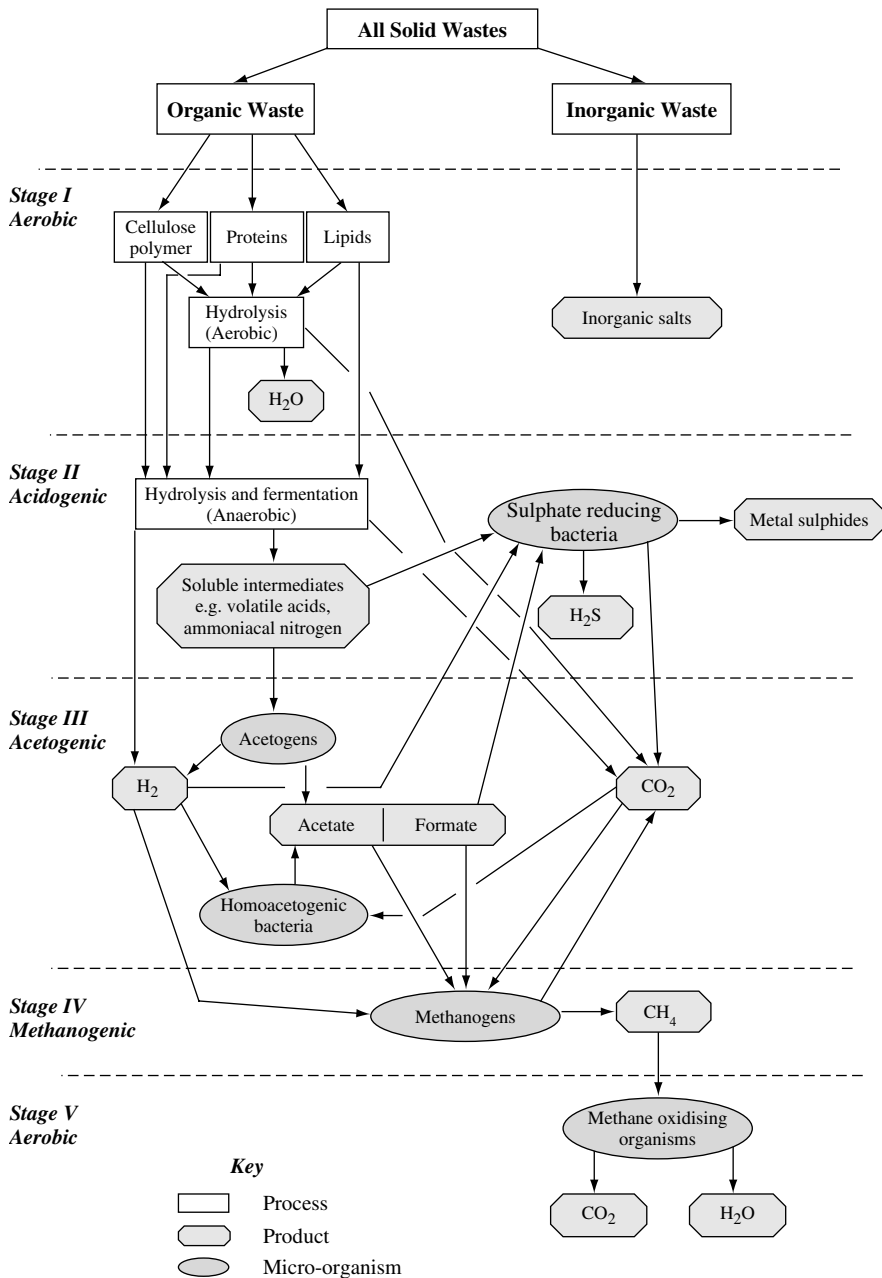 All Solid Wastes
Organic Waste
Inorganic Waste
Stage I
Aerobic
Cellulose
polymer
Proteins
Lipids
Hydrolysis
(Aerobic)
Inorganic salts
H₂O
Stage II
Acidogenic
Hydrolysis and fermentation
(Anaerobic)
Sulphate reducing
bacteria
Metal sulphides
Soluble intermediates
e.g. volatile acids,
ammoniacal nitrogen
H₂S
Stage III
Acetogenic
Acetogens
H₂
CO₂
Acetate
Formate
Homoacetogenic
bacteria
Stage IV
Methanogenic
Methanogens
CH₄
Stage V
Aerobic
Methane oxidising
organisms
CO₂
H₂O
Key
Process
Product
Micro-organism